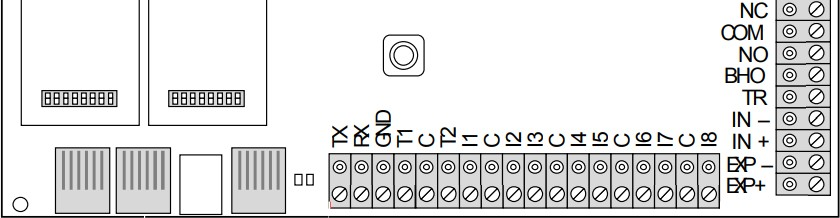 NC
COM
NO
BHO
TR
IN –
IN +
EXP –
EXP+
TX RX GND T1 C T2 I1 C I2 I3 C I4 I5 C I6 I7 C I8